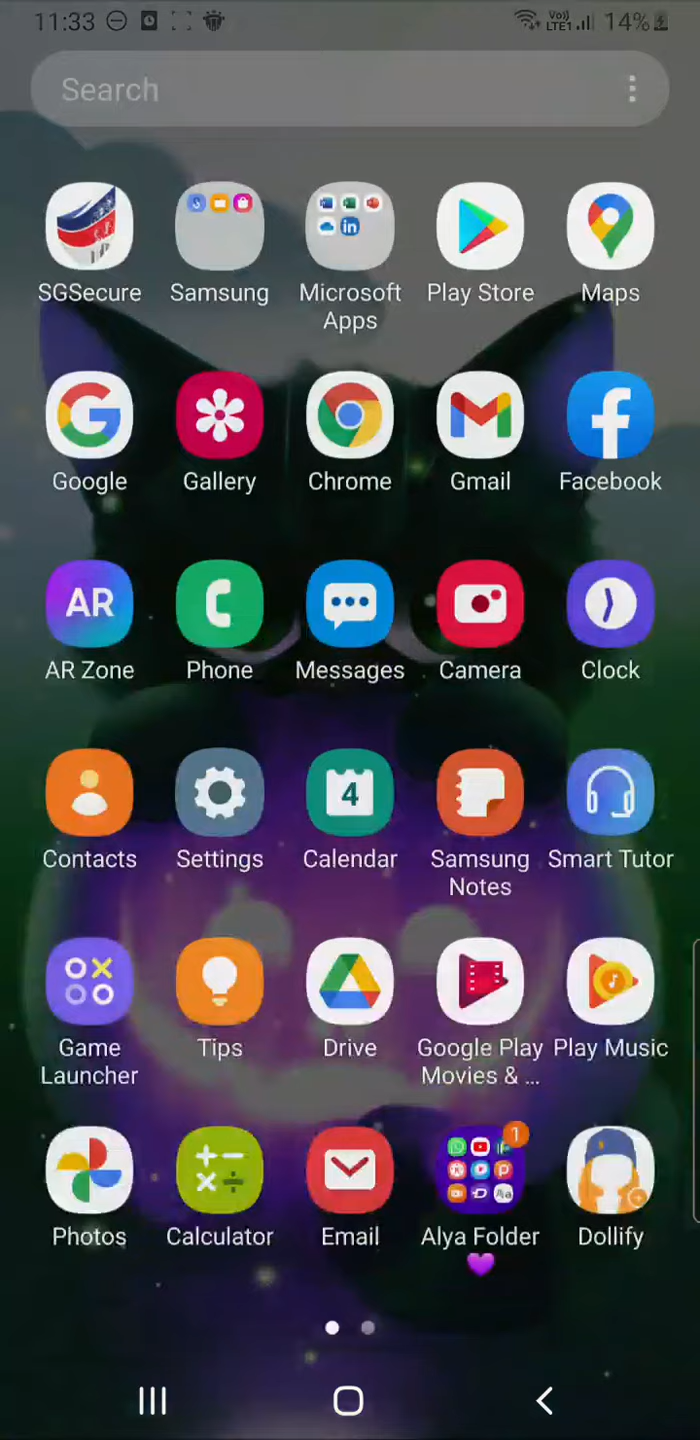 11:33
Vo))
LTE1
14%
Search
SGSecure
Samsung
Microsoft
Apps
Play Store
Maps
Google
Gallery
Chrome
Gmail
Facebook
AR
AR Zone
Phone
Messages
Camera
Clock
4
Contacts
Settings
Calendar
Samsung
Notes
Smart Tutor
Game
Launcher
Tips
Drive
Google Play
Movies & ...
Play Music
1
Photos
Calculator
Email
Alya Folder
💜
Dollify